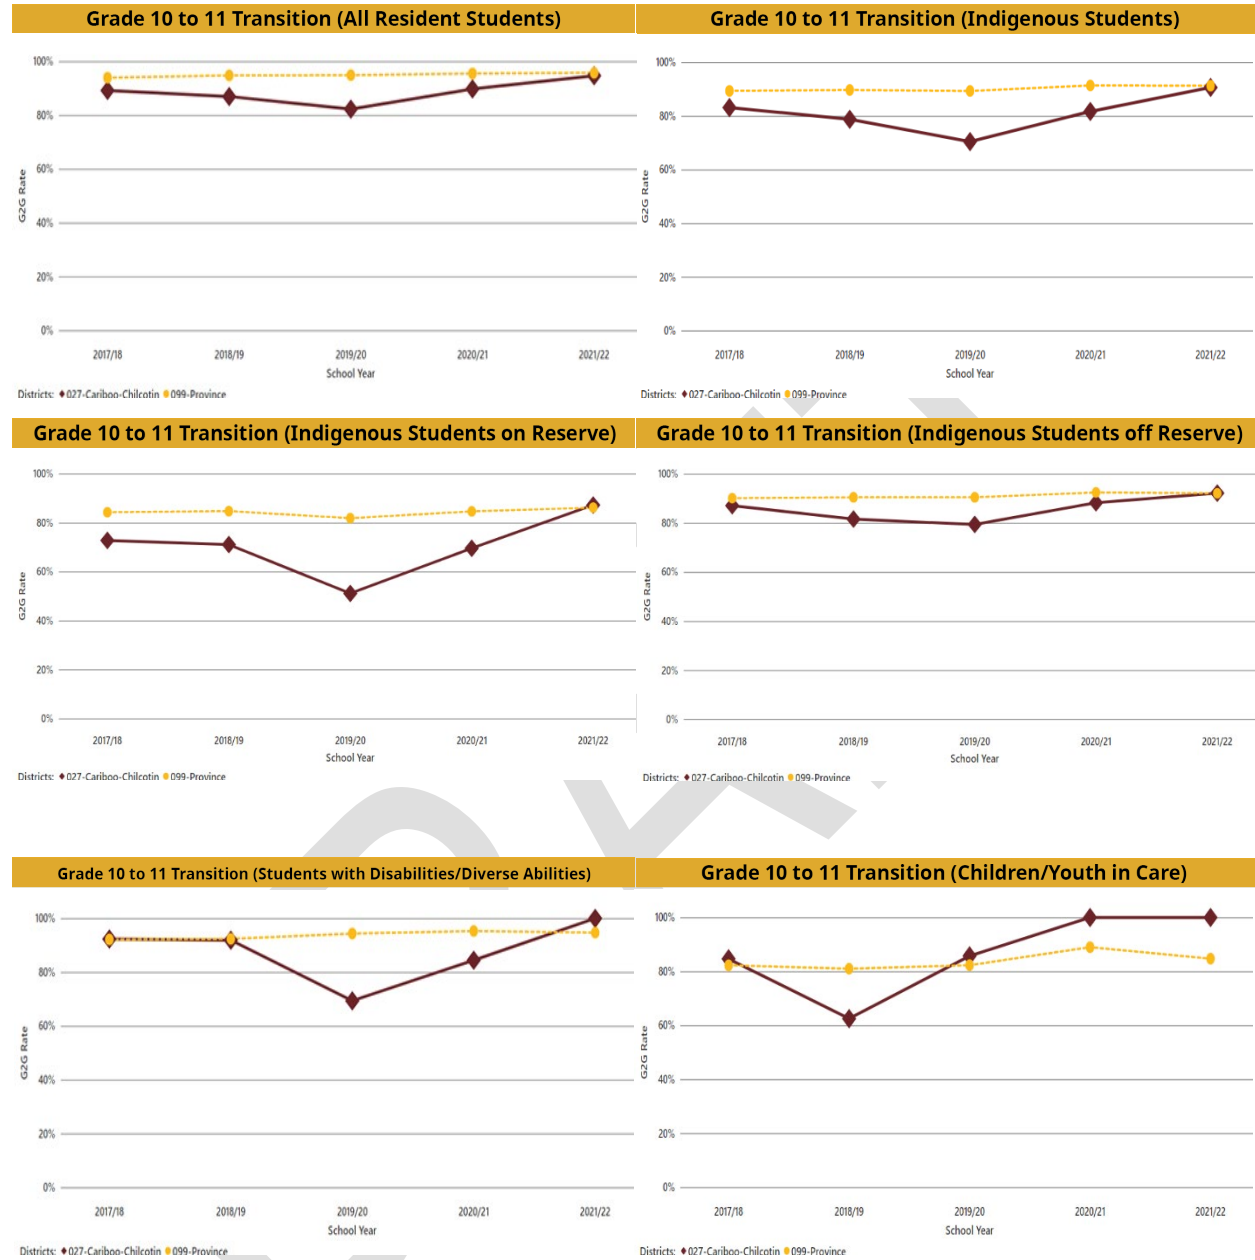 Grade 10 to 11 Transition (All Resident Students)
100%
80%
60%
40%
20%
0%
G2G Rate
2017/18 2018/19 2019/20 2020/21 2021/22
School Year
Districts: 027-Cariboo-Chilcotin 099-Province
Grade 10 to 11 Transition (Indigenous Students)
100%
80%
60%
40%
20%
0%
G2G Rate
2017/18 2018/19 2019/20 2020/21 2021/22
School Year
Districts: 027-Cariboo-Chilcotin 099-Province
Grade 10 to 11 Transition (Indigenous Students on Reserve)
100%
80%
60%
40%
20%
0%
G2G Rate
2017/18 2018/19 2019/20 2020/21 2021/22
School Year
Districts: 027-Cariboo-Chilcotin 099-Province
Grade 10 to 11 Transition (Indigenous Students off Reserve)
100%
80%
60%
40%
20%
0%
G2G Rate
2017/18 2018/19 2019/20 2020/21 2021/22
School Year
Districts: 027-Cariboo-Chilcotin 099-Province
Grade 10 to 11 Transition (Students with Disabilities/Diverse Abilities)
100%
80%
60%
40%
20%
0%
G2G Rate
2017/18 2018/19 2019/20 2020/21 2021/22
School Year
Districts: 027-Cariboo-Chilcotin 099-Province
Grade 10 to 11 Transition (Children/Youth in Care)
100%
80%
60%
40%
20%
0%
G2G Rate
2017/18 2018/19 2019/20 2020/21 2021/22
School Year
Districts: 027-Cariboo-Chilcotin 099-Province